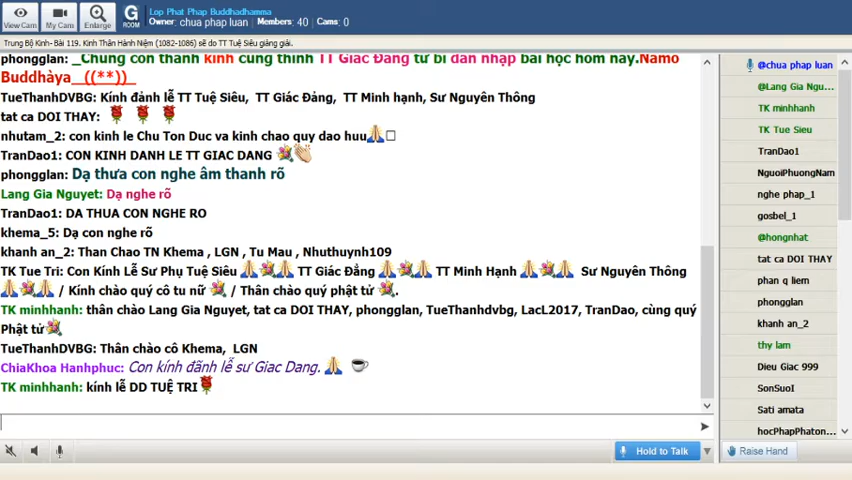 View Cam
My Cams
Enlarge
G
ROOM
Lop Phat Phap Buddhadhamma
Owner: chua phap luan Members: 40 Cams: 0
Trung Bộ Kinh- Bài 119. Kinh Thân Hành Niệm (1082-1086) sẽ do TT Tuệ Siêu giảng giải.
phongglan: _Chúng con thành kính cung thỉnh TT Giác Đẳng từ bi dẫn nhập bài học hôm nay.Namo
Buddhàya_ ((**))_
TueThanhDVBG: Kính đảnh lễ TT Tuệ Siêu, TT Giác Đảng, TT Minh hạnh, Sư Nguyên Thông
tat ca DOI THAY:
nhutam_2: con kinh le Chu Ton Duc va kinh chao quy dao huu
TranDao1: CON KINH DANH LE TT GIAC DANG
phongglan: Dạ thưa con nghe âm thanh rõ
Lang Gia Nguyet: Dạ nghe rõ
TranDao1: DA THUA CON NGHE RO
khema_5: Dạ con nghe rõ
khanh an_2: Than Chao TN Khema , LGN , Tu Mau , Nhuthuynh109
TK Tue Tri: Con Kính Lễ Sư Phụ Tuệ Siêu TT Giác Đẳng TT Minh Hạnh Sư Nguyên Thông
/ Kính chào quý cô tu nữ / Thân chào quý phật tử .
TK minhhanh: thân chào Lang Gia Nguyet, tat ca DOI THAY, phongglan, TueThanhdvbg, LacL2017, TranDao, cùng quý
Phật tử
TueThanhDVBG: Thân chào cô Khema, LGN
ChiaKhoa Hanhphuc: Con kính đãnh lễ sư Giac Dang.
TK minhhanh: kính lễ DD TUỆ TRI
@chua phap luan
@Lang Gia Ngu...
TK minhhanh
TK Tue Sieu
TranDao1
NguoiPhuongNam
nghe phap_1
gosbel_1
@hongnhat
tat ca DOI THAY
phan q liem
phongglan
khanh an_2
thy lam
Dieu Giac 999
SonSuoI
Sati amata
hocPhapPhaton...
Hold to Talk
Raise Hand